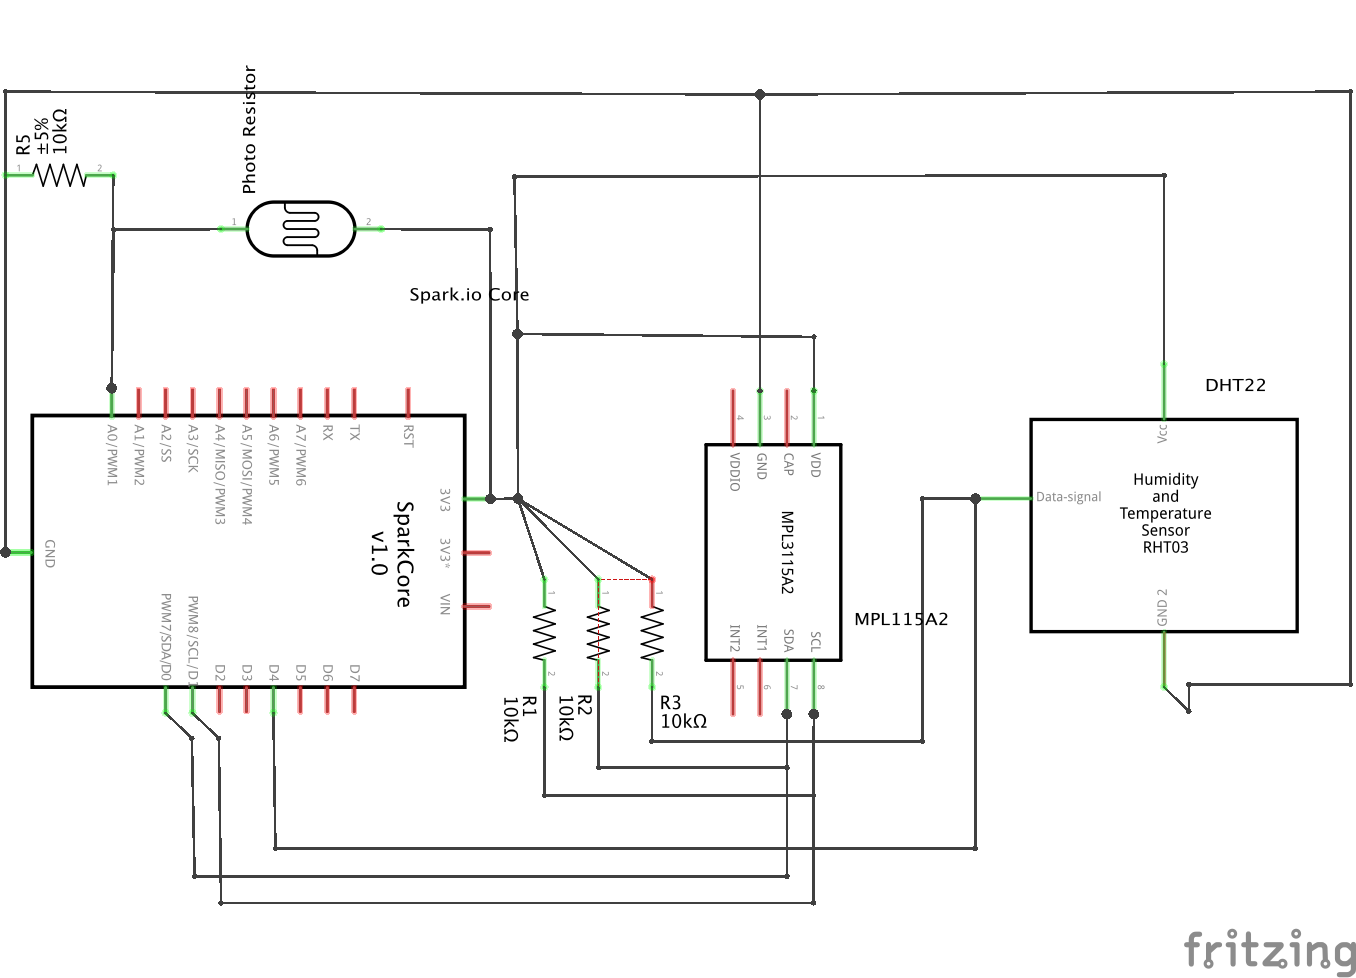 Photo Resistor
R5
±5%
10kΩ
1
2
1
2
Spark.io Core
A0/PWM1
A1/PWM2
A2/SS
A3/SCK
A4/MISO/PWM3
A5/MOSI/PWM4
A6/PWM5
A7/PWM6
RX
TX
RST
GND
3V3
3V3*
VIN
SparkCore
v1.0
PWM7/SDA/D0
PWM8/SCL/D1
D2
D3
D4
D5
D6
D7
1
2
R1
10kΩ
1
2
R2
10kΩ
1
2
R3
10kΩ
4
3
2
1
VDDIO
GND
CAP
VDD
MPL3115A2
INT2
INT1
SDA
SCL
5
6
7
8
MPL115A2
DHT22
Vcc
Data-signal
Humidity
and
Temperature
Sensor
RHT03
GND 2
fritzing